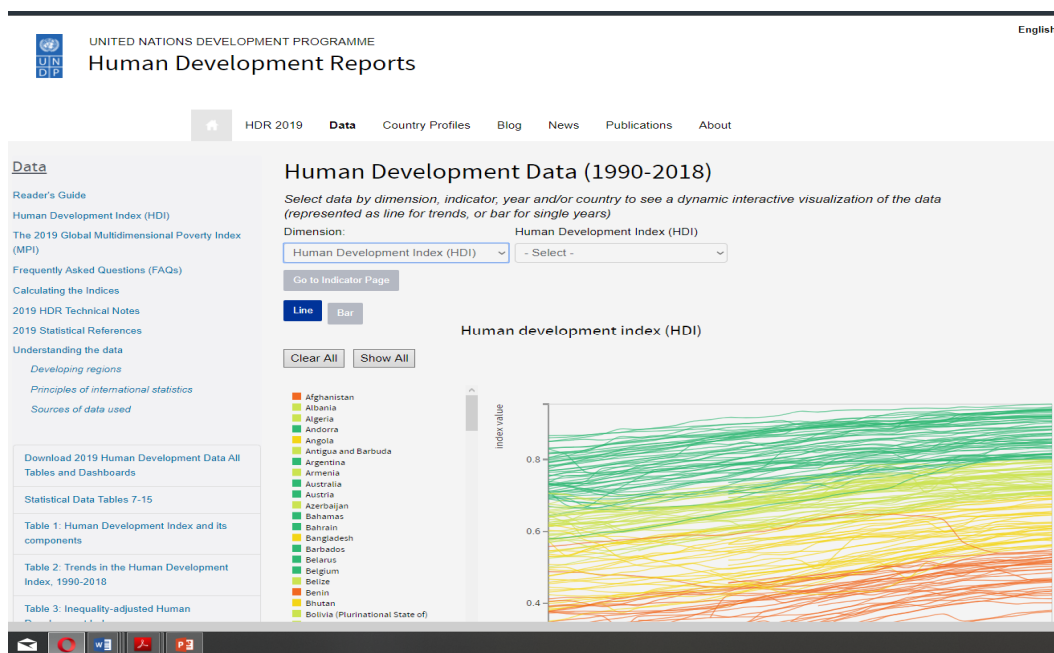 English
UNITED NATIONS DEVELOPMENT PROGRAMME
Human Development Reports
U N
D P
HDR 2019 Data Country Profiles Blog News Publications About
Data
Reader's Guide
Human Development Index (HDI)
The 2019 Global Multidimensional Poverty Index
(MPI)
Frequently Asked Questions (FAQs)
Calculating the Indices
2019 HDR Technical Notes
2019 Statistical References
Understanding the data
Developing regions
Principles of international statistics
Sources of data used
Download 2019 Human Development Data All
Tables and Dashboards
Statistical Data Tables 7-15
Table 1: Human Development Index and its
components
Table 2: Trends in the Human Development
Index, 1990-2018
Table 3: Inequality-adjusted Human
Human Development Data (1990-2018)
Select data by dimension, indicator, year and/or country to see a dynamic interactive visualization of the data
(represented as line for trends, or bar for single years)
Dimension: Human Development Index (HDI)
Human Development Index (HDI) - Select -
Go to Indicator Page
Line Bar
Human development index (HDI)
Clear All Show All
Afghanistan
Albania
Algeria
Andorra
Angola
Antigua and Barbuda
Argentina
Armenia
Australia
Austria
Azerbaijan
Bahamas
Bahrain
Bangladesh
Barbados
Belarus
Belgium
Belize
Benin
Bhutan
Bolivia (Plurinational State of)
index value
0.8
0.6
0.4